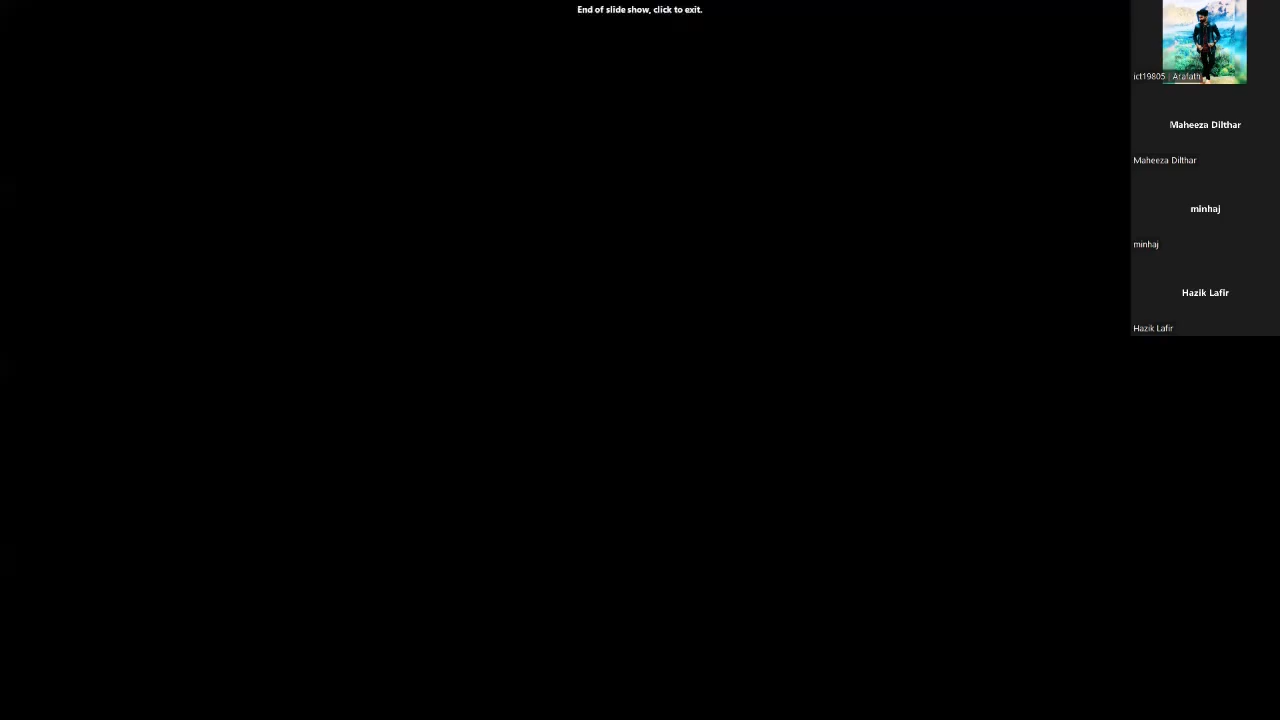 End of slide show, click to exit.
ict19805 | Arafath
Maheeza Dilthar
Maheeza Dilthar
minhaj
minhaj
Hazik Lafir
Hazik Lafir